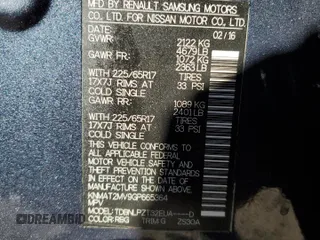 MFD BY RENAULT SAMSUNG MOTORS
CO. LTD. FOR NISSAN MOTOR CO., LTD.
DATE: 02/16
GVWR: 2122 KG
4679 LB
GAWR FR: 1072 KG
2363 LB
WITH 225/65R17 TIRES
17X7J RIMS AT 33 PSI
COLD SINGLE
GAWR RR: 1089 KG
2401 LB
WITH 225/65R17 TIRES
17X7J RIMS AT 33 PSI
COLD SINGLE
THIS VEHICLE CONFORMS TO ALL
APPLICABLE FEDERAL MOTOR
VEHICLE SAFETY, BUMPER, AND
THEFT PREVENTION STANDARDS
IN EFFECT ON THE DATE OF
MANUFACTURE SHOWN ABOVE.
KNMAT2MV9GP665364
MPV
MODEL:
COLOR: RBG TRIM: G